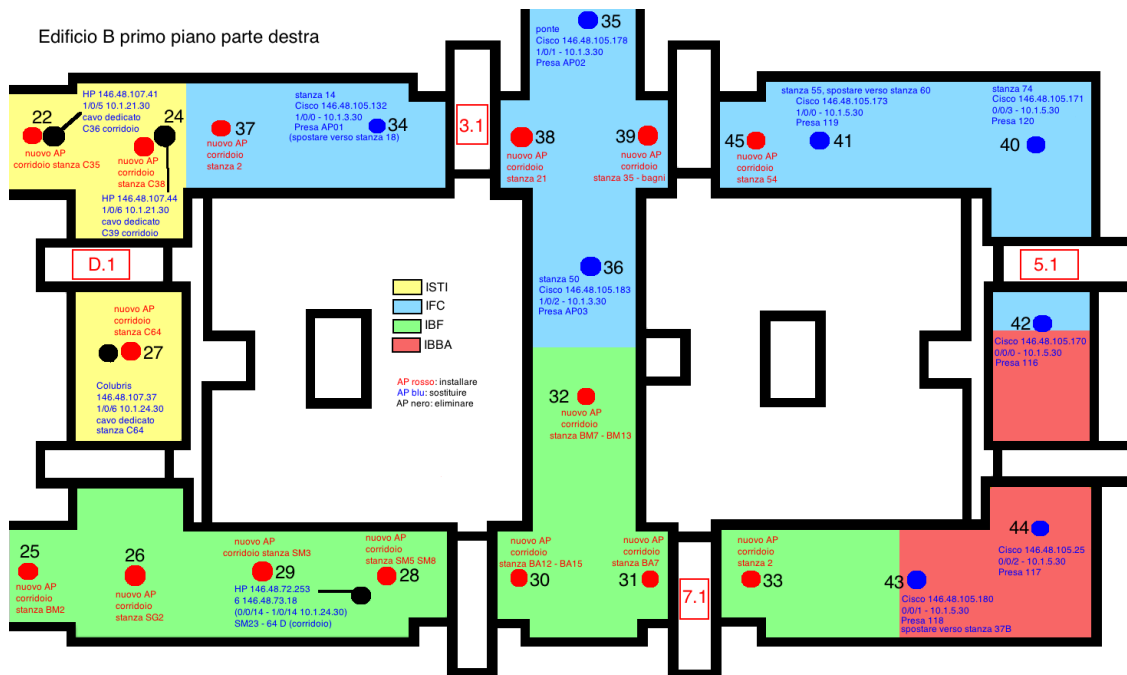 Edificio B primo piano parte destra
HP 146.48.107.41
1/0/5 10.1.21.30
cavo dedicato
C36 corridoio
22
nuovo AP
corridoio stanza C35
24
nuovo AP
corridoio
stanza C38
HP 146.48.107.44
1/0/6 10.1.21.30
cavo dedicato
C39 corridoio
37
nuovo AP
corridoio
stanza 2
stanza 14
Cisco 146.48.105.132
1/0/0 - 10.1.3.30
Presa AP01
(spostare verso stanza 18)
34
3.1
35
ponte
Cisco 146.48.105.178
1/0/1 - 10.1.3.30
Presa AP02
38
nuovo AP
corridoio
stanza 21
39
nuovo AP
corridoio
stanza 35 - bagni
45
nuovo AP
corridoio
stanza 54
stanza 55, spostare verso stanza 60
Cisco 146.48.105.173
1/0/0 - 10.1.5.30
Presa 119
41
stanza 74
Cisco 146.48.105.171
0/0/3 - 10.1.5.30
Presa 120
40
D.1
5.1
36
stanza 50
Cisco 146.48.105.183
1/0/2 - 10.1.3.30
Presa AP03
ISTI
IFC
IBF
IBBA
AP rosso: installare
AP blu: sostituire
AP nero: eliminare
nuovo AP
corridoio
stanza C64
27
Colubris
146.48.107.37
1/0/6 10.1.24.30
cavo dedicato
stanza C64
42
Cisco 146.48.105.170
0/0/0 - 10.1.5.30
Presa 116
32
nuovo AP
corridoio
stanza BM7 - BM13
25
nuovo AP
corridoio
stanza BM2
26
nuovo AP
corridoio
stanza SG2
nuovo AP
corridoio stanza SM3
29
HP 146.48.72.253
6 146.48.73.18
(0/0/14 - 1/0/14 10.1.24.30)
SM23 - 64 D (corridoio)
nuovo AP
corridoio
stanza SM5 SM8
28
nuovo AP
corridoio
stanza BA12 - BA15
30
nuovo AP
corridoio
stanza BA7
31
7.1
nuovo AP
corridoio
stanza 2
33
43
Cisco 146.48.105.180
0/0/1 - 10.1.5.30
Presa 118
spostare verso stanza 37B
44
Cisco 146.48.105.25
0/0/2 - 10.1.5.30
Presa 117